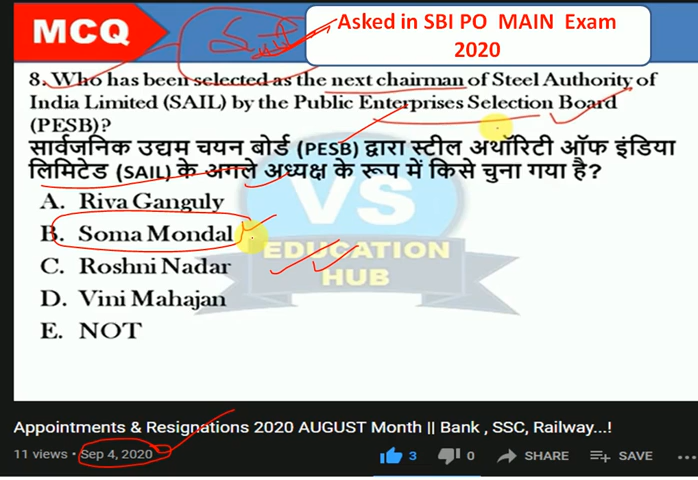 MCQ
Asked in SBI PO MAIN Exam
2020
8. Who has been selected as the next chairman of Steel Authority of
India Limited (SAIL) by the Public Enterprises Selection Board
(PESB)?
सार्वजनिक उद्यम चयन बोर्ड (PESB) द्वारा स्टील अथॉरिटी ऑफ इंडिया
लिमिटेड (SAIL) के अगले अध्यक्ष के रूप में किसे चुना गया है?
A. Riva Ganguly
B. Soma Mondal
C. Roshni Nadar
D. Vini Mahajan
E. NOT
VS
EDUCATION
HUB
Appointments & Resignations 2020 AUGUST Month || Bank , SSC, Railway...!
11 views • Sep 4, 2020
3
0
SHARE
SAVE